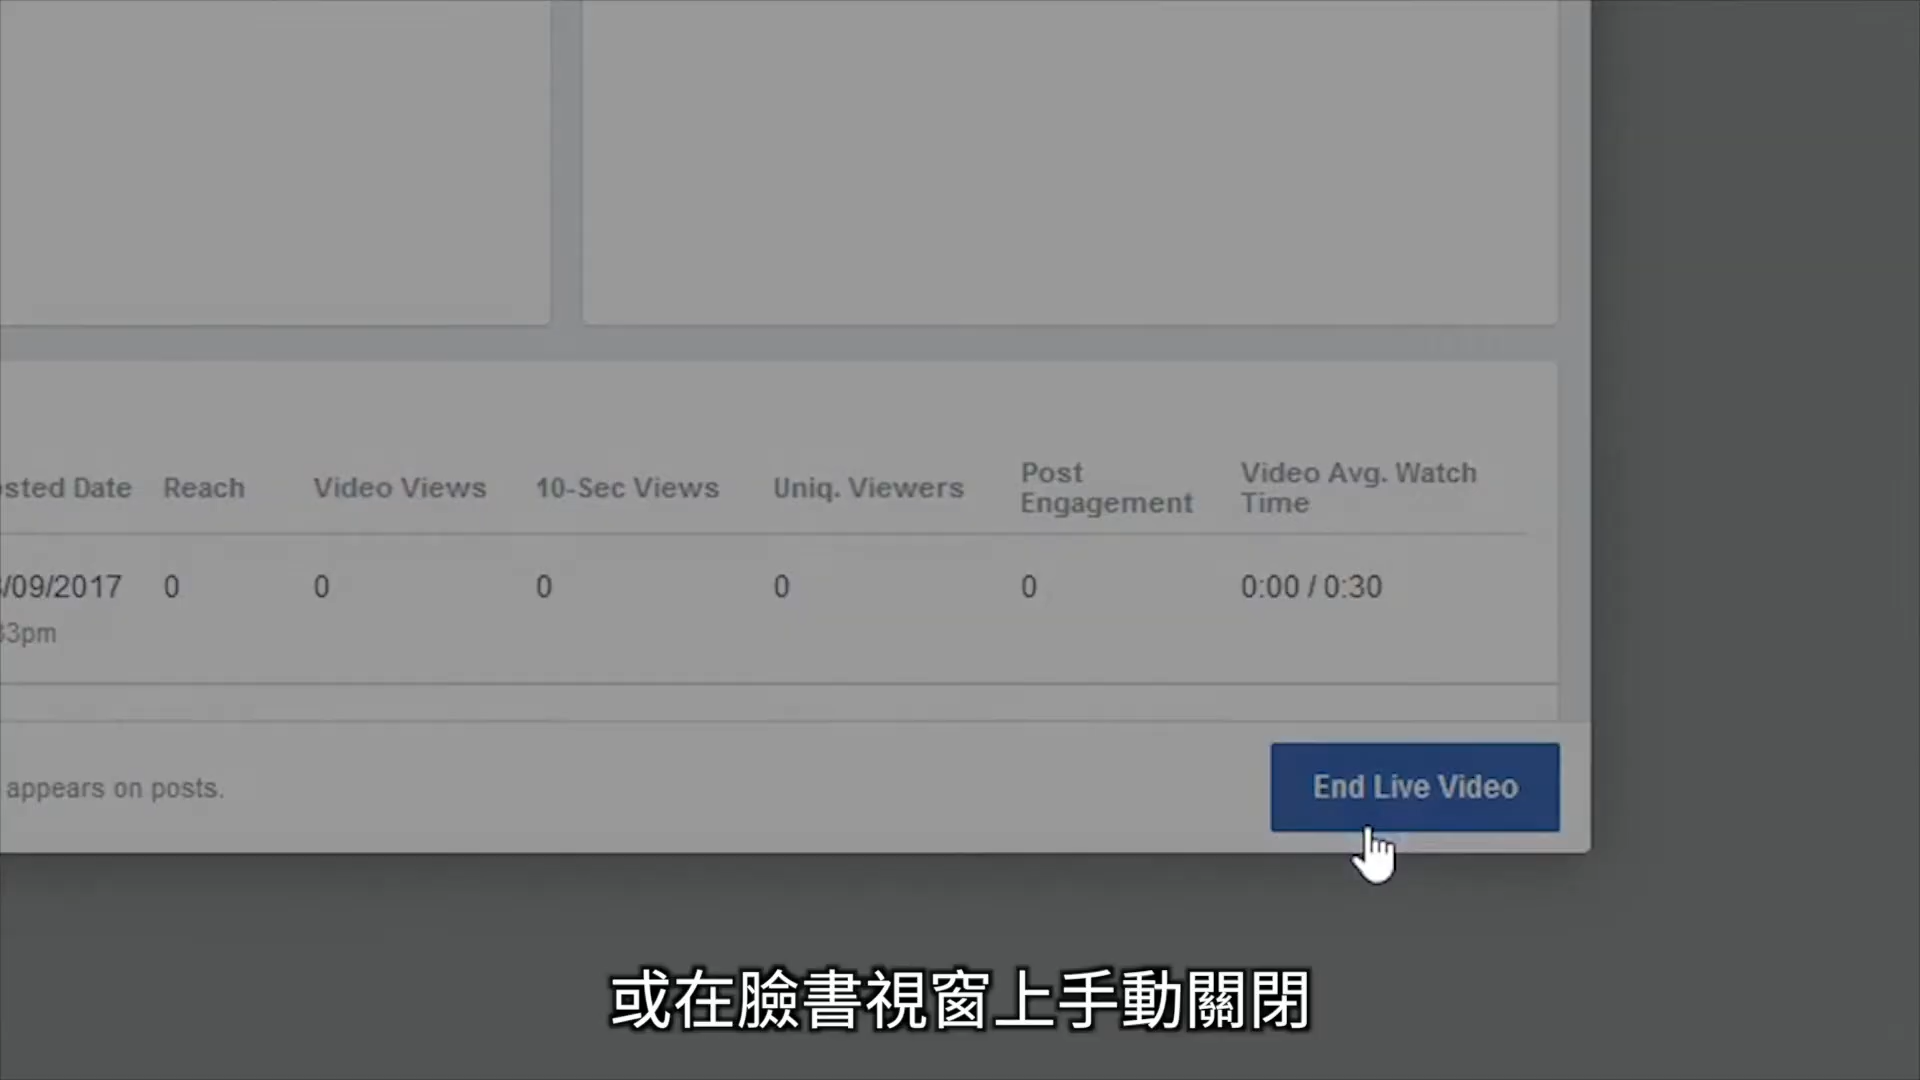 Date Reach Video Views 10-Sec Views Uniq. Viewers Post Engagement Video Avg. Watch Time
/09/2017 0 0 0 0 0 0:00 / 0:30
33pm
appears on posts.
End Live Video
或在臉書視窗上手動關閉